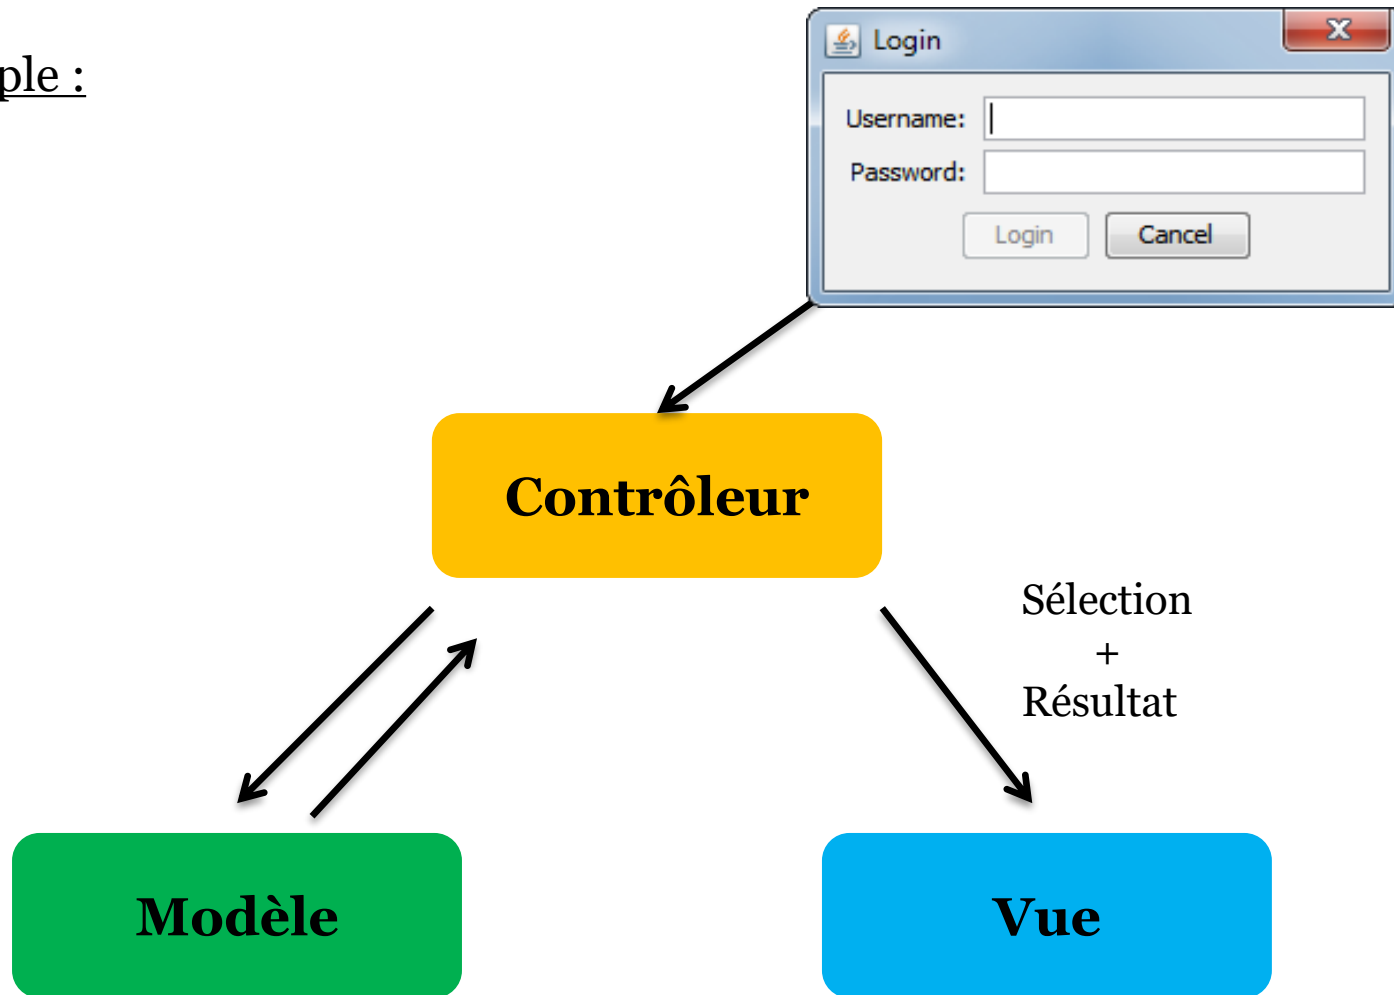 ple :
Login
Username:
Password:
Login Cancel
Contrôleur
Sélection
+
Résultat
Modèle Vue